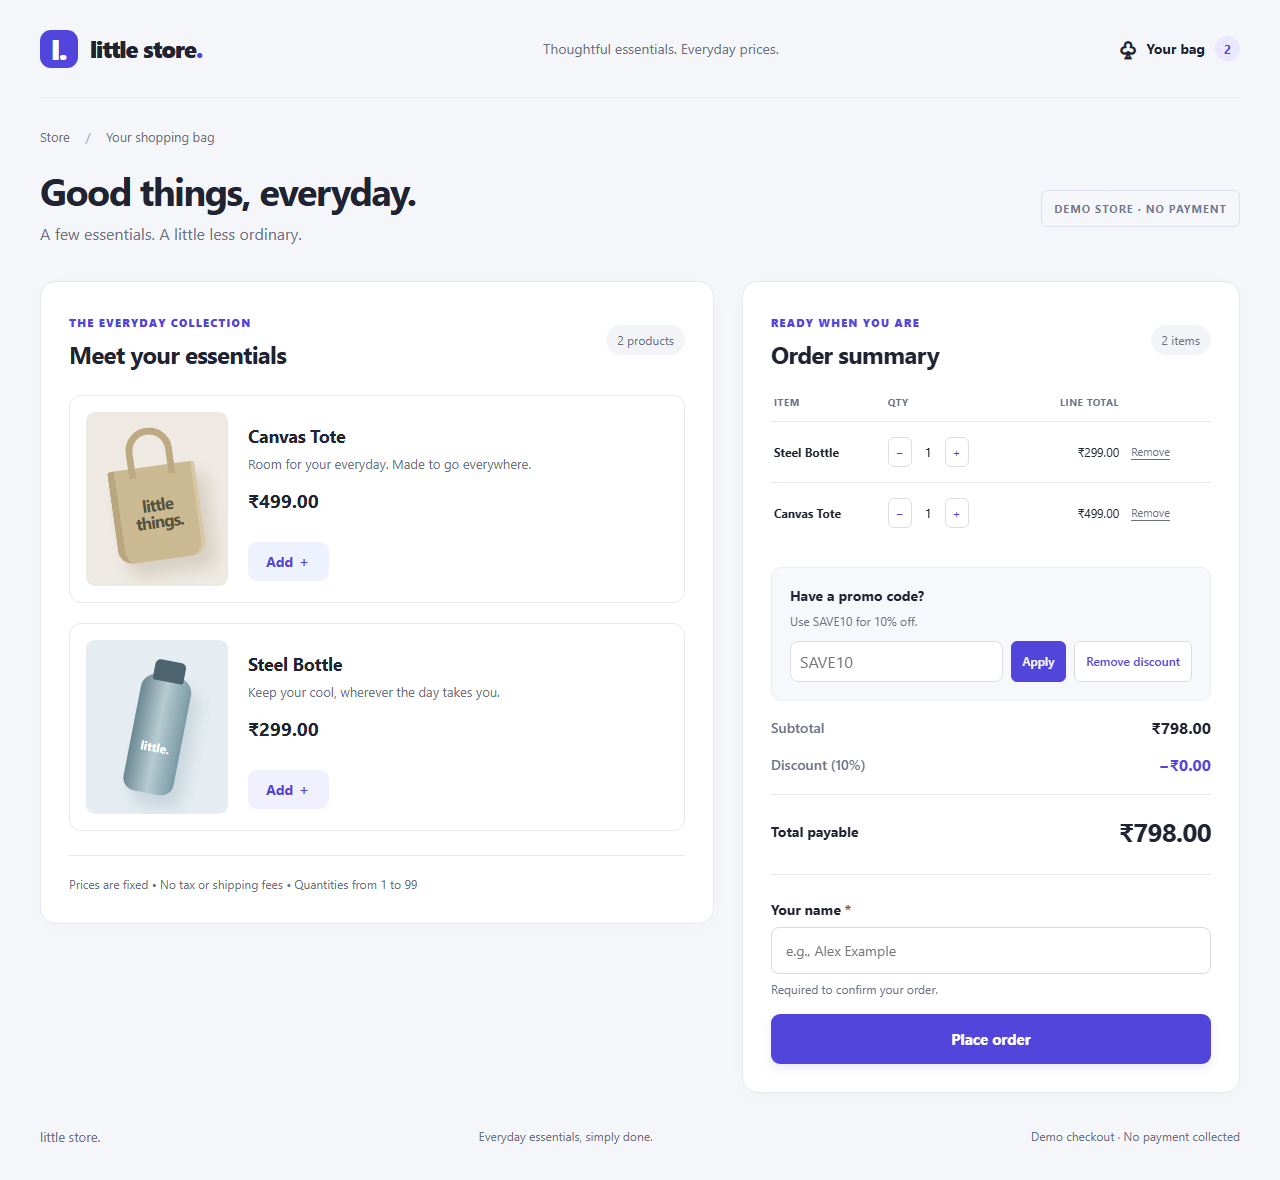 l.
little store.
Thoughtful essentials. Everyday prices.
Your bag 2
Store / Your shopping bag
Good things, everyday.
A few essentials. A little less ordinary.
DEMO STORE · NO PAYMENT
THE EVERYDAY COLLECTION
Meet your essentials
2 products
little
things.
Canvas Tote
Room for your everyday. Made to go everywhere.
₹499.00
Add +
little.
Steel Bottle
Keep your cool, wherever the day takes you.
₹299.00
Add +
Prices are fixed • No tax or shipping fees • Quantities from 1 to 99
READY WHEN YOU ARE
Order summary
2 items
ITEM QTY LINE TOTAL
Steel Bottle − 1 + ₹299.00 Remove
Canvas Tote − 1 + ₹499.00 Remove
Have a promo code?
Use SAVE10 for 10% off.
SAVE10 Apply Remove discount
Subtotal ₹798.00
Discount (10%) −₹0.00
Total payable ₹798.00
Your name *
e.g., Alex Example
Required to confirm your order.
Place order
little store.
Everyday essentials, simply done.
Demo checkout · No payment collected